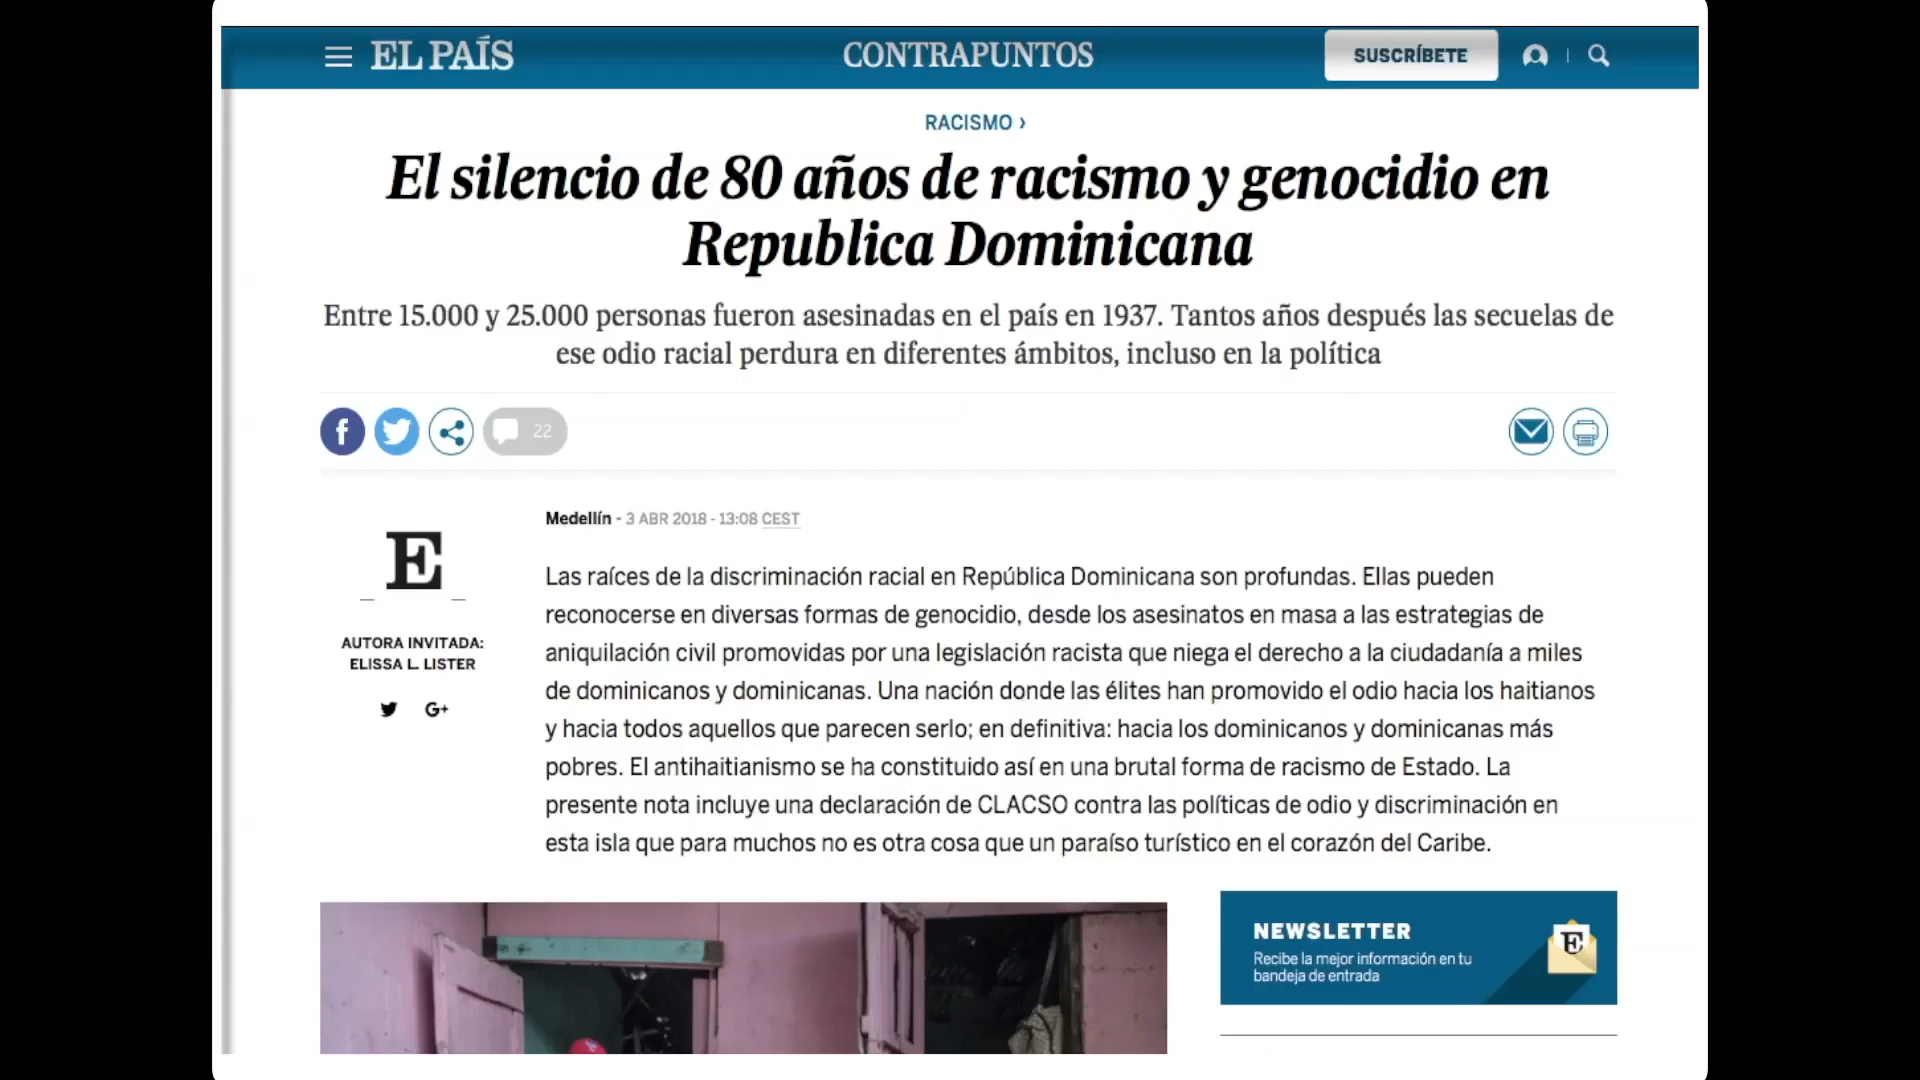 EL PAÍS
CONTRAPUNTOS
SUSCRÍBETE
RACISMO ›
El silencio de 80 años de racismo y genocidio en
Republica Dominicana
Entre 15.000 y 25.000 personas fueron asesinadas en el país en 1937. Tantos años después las secuelas de
ese odio racial perdura en diferentes ámbitos, incluso en la política
22
Medellín - 3 ABR 2018 - 13:08 CEST
E
AUTORA INVITADA:
ELISSA L. LISTER
G+
Las raíces de la discriminación racial en República Dominicana son profundas. Ellas pueden
reconocerse en diversas formas de genocidio, desde los asesinatos en masa a las estrategias de
aniquilación civil promovidas por una legislación racista que niega el derecho a la ciudadanía a miles
de dominicanos y dominicanas. Una nación donde las élites han promovido el odio hacia los haitianos
y hacia todos aquellos que parecen serlo; en definitiva: hacia los dominicanos y dominicanas más
pobres. El antihaitianismo se ha constituido así en una brutal forma de racismo de Estado. La
presente nota incluye una declaración de CLACSO contra las políticas de odio y discriminación en
esta isla que para muchos no es otra cosa que un paraíso turístico en el corazón del Caribe.
NEWSLETTER
Recibe la mejor información en tu
bandeja de entrada
E